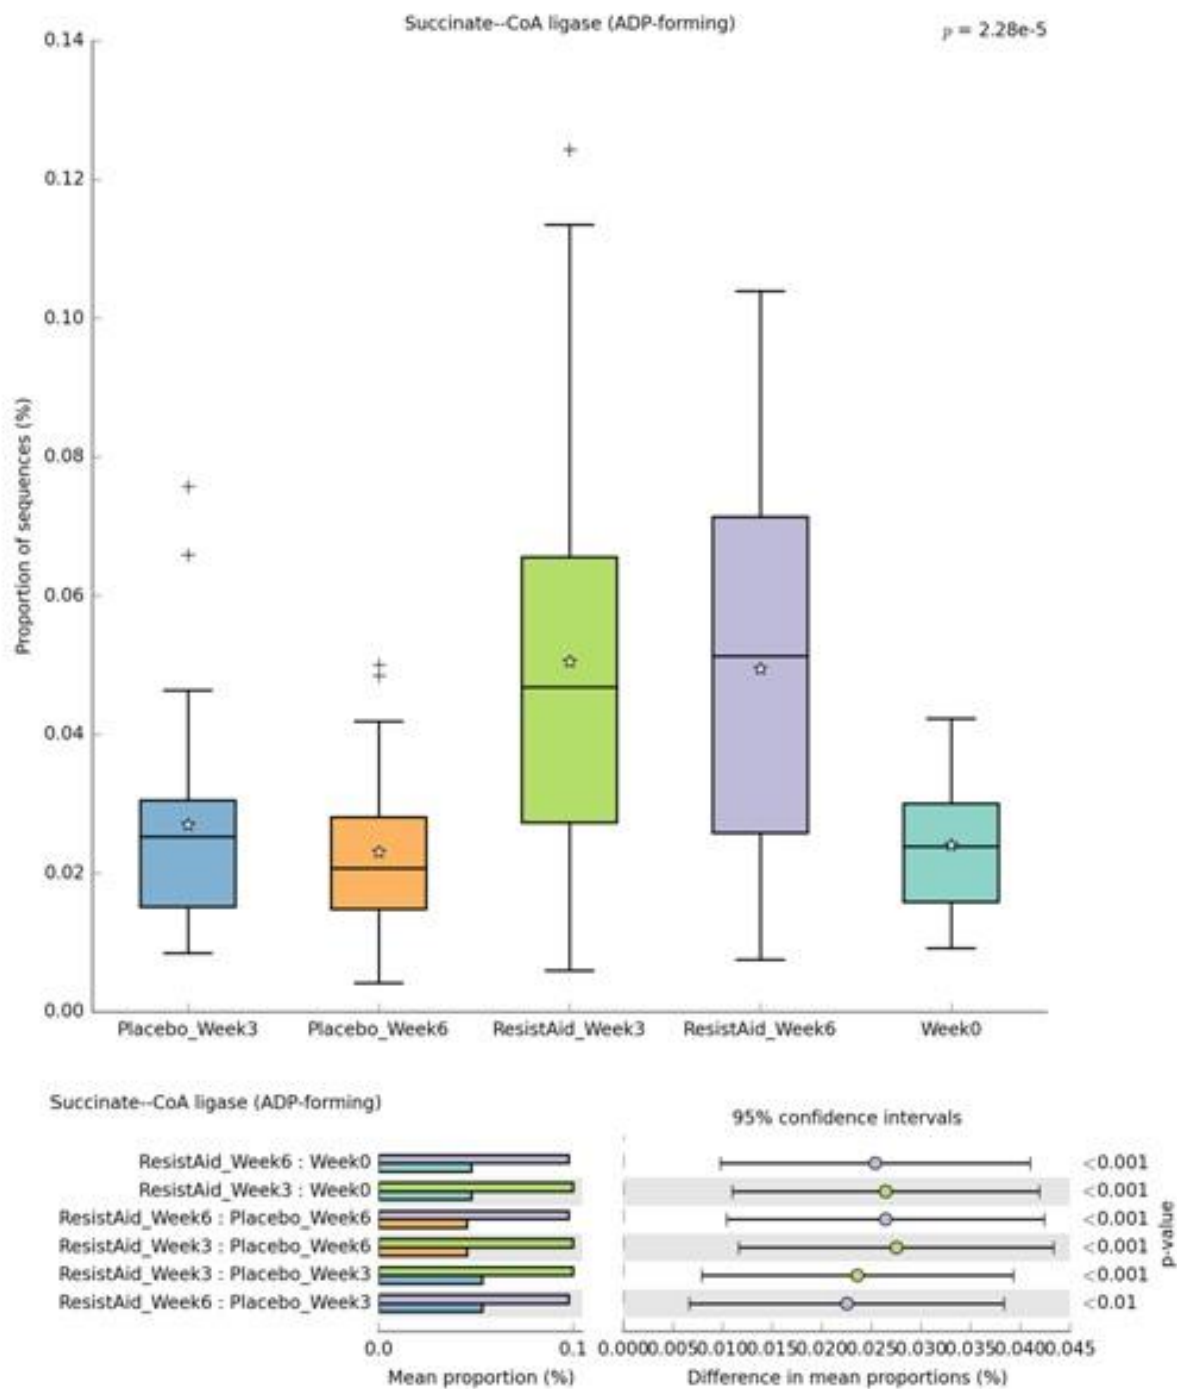 Succinate--CoA ligase (ADP-forming)
p = 2.28e-5
0.14
0.12
0.10
0.08
0.06
0.04
0.02
0.00
Proportion of sequences (%)
Placebo_Week3 Placebo_Week6 ResistAid_Week3 ResistAid_Week6 Week0
Succinate--CoA ligase (ADP-forming)
95% confidence intervals
ResistAid_Week6 : Week0 <0.001
ResistAid_Week3 : Week0 <0.001
ResistAid_Week6 : Placebo_Week6 <0.001
ResistAid_Week3 : Placebo_Week6 <0.001
ResistAid_Week3 : Placebo_Week3 <0.001
ResistAid_Week6 : Placebo_Week3 <0.01
p-value
0.0 0.1
0.0000.0050.0100.0150.0200.0250.0300.0350.0400.045
Mean proportion (%)
Difference in mean proportions (%)